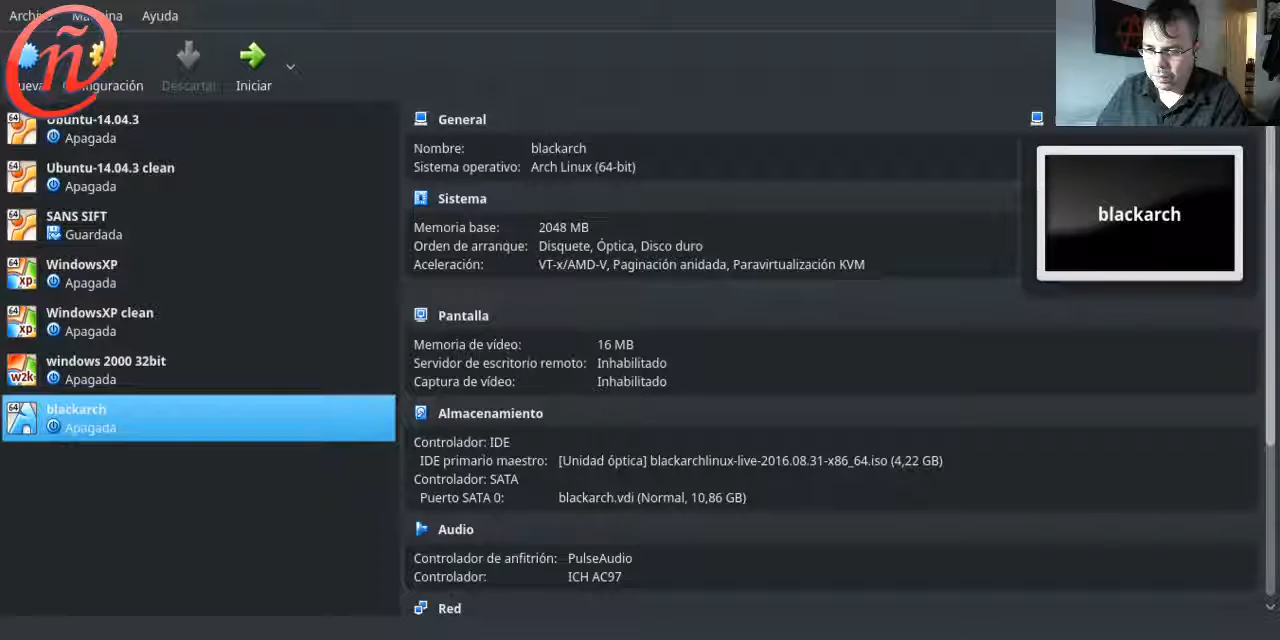 Archivo Máquina Ayuda
Nueva Configuración Descartar Iniciar
Ubuntu-14.04.3
Apagada
Ubuntu-14.04.3 clean
Apagada
SANS SIFT
Guardada
WindowsXP
Apagada
WindowsXP clean
Apagada
windows 2000 32bit
Apagada
blackarch
Apagada
General
Nombre: blackarch
Sistema operativo: Arch Linux (64-bit)
Sistema
Memoria base: 2048 MB
Orden de arranque: Disquete, Óptica, Disco duro
Aceleración: VT-x/AMD-V, Paginación anidada, Paravirtualización KVM
blackarch
Pantalla
Memoria de vídeo: 16 MB
Servidor de escritorio remoto: Inhabilitado
Captura de vídeo: Inhabilitado
Almacenamiento
Controlador: IDE
IDE primario maestro: [Unidad óptica] blackarchlinux-live-2016.08.31-x86_64.iso (4,22 GB)
Controlador: SATA
Puerto SATA 0: blackarch.vdi (Normal, 10,86 GB)
Audio
Controlador de anfitrión: PulseAudio
Controlador: ICH AC97
Red